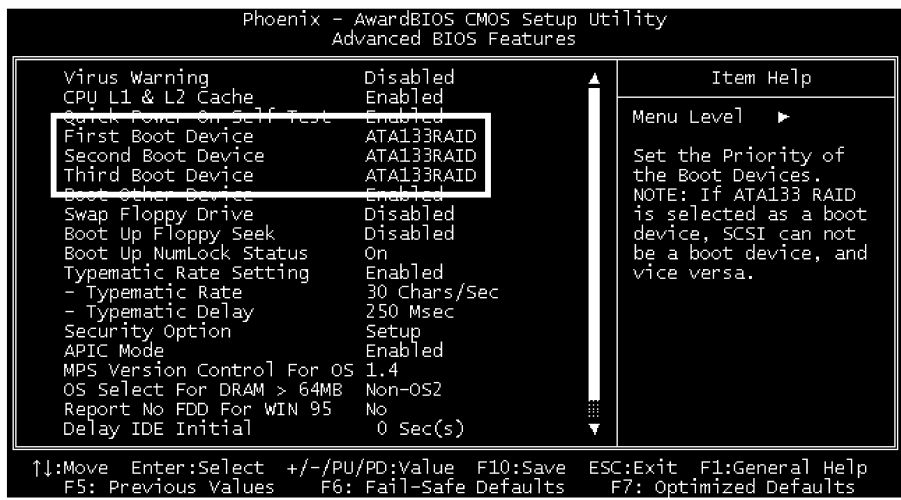 Phoenix - AwardBIOS CMOS Setup Utility
Advanced BIOS Features
Virus Warning Disabled
CPU L1 & L2 Cache Enabled
Quick Power On Self Test Enabled
First Boot Device ATA133RAID
Second Boot Device ATA133RAID
Third Boot Device ATA133RAID
Boot Other Device Enabled
Swap Floppy Drive Disabled
Boot Up Floppy Seek Disabled
Boot Up NumLock Status On
Typematic Rate Setting Enabled
- Typematic Rate 30 Chars/Sec
- Typematic Delay 250 Msec
Security Option Setup
APIC Mode Enabled
MPS Version Control For OS 1.4
OS Select For DRAM > 64MB Non-OS2
Report No FDD For WIN 95 No
Delay IDE Initial 0 Sec(s)
Item Help
Menu Level ►
Set the Priority of
the Boot Devices.
NOTE: If ATA133 RAID
is selected as a boot
device, SCSI can not
be a boot device, and
vice versa.
↑↓:Move Enter:Select +/-/PU/PD:Value F10:Save ESC:Exit F1:General Help
F5: Previous Values F6: Fail-Safe Defaults F7: Optimized Defaults